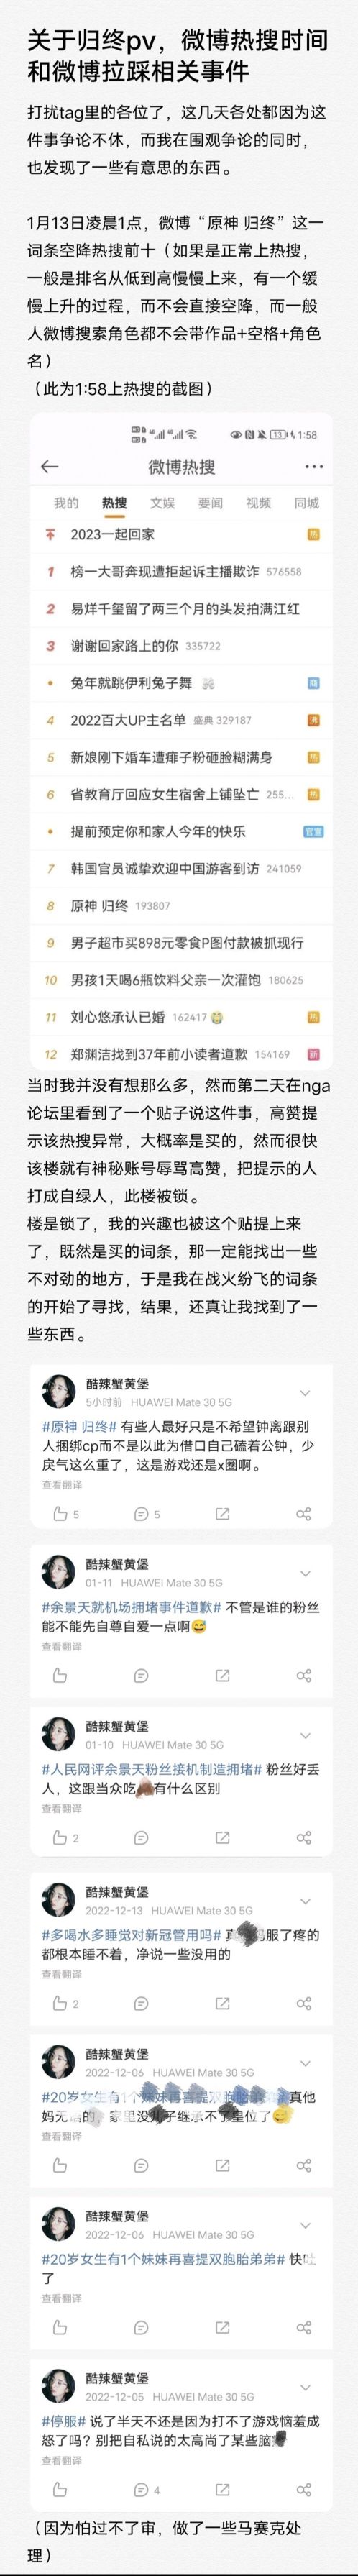 关于归终pv，微博热搜时间
和微博拉踩相关事件
打扰tag里的各位了，这几天各处都因为这
件事争论不休，而我在围观争论的同时，
也发现了一些有意思的东西。
1月13日凌晨1点，微博“原神 归终”这一
词条空降热搜前十（如果是正常上热搜，
一般是排名从低到高慢慢上来，有一个缓
慢上升的过程，而不会直接空降，而一般
人微博搜索角色都不会带作品+空格+角色
名）
（此为1:58上热搜的截图）
1:58
微博热搜
我的 热搜 文娱 要闻 视频 同城
2023一起回家 热
1 榜一大哥奔现遭拒起诉主播欺诈 576558
2 易烊千玺留了两三个月的头发拍满江红
3 谢谢回家路上的你 335722
兔年就跳伊利兔子舞 商
4 2022百大UP主名单 盛典 329187 沸
5 新娘刚下婚车遭瘫子粉砸脸糊满身 热
6 省教育厅回应女生宿舍上铺坠亡 255... 热
提前预定你和家人今年的快乐 官宣
7 韩国官员诚挚欢迎中国游客到访 241059
8 原神 归终 193807
9 男子超市买898元零食P图付款被抓现行
10 男孩1天喝6瓶饮料父亲一次灌饱 180625
11 刘心悠承认已婚 162417 热
12 郑渊洁找到37年前小读者道歉 154169 新
当时我并没有想那么多，然而第二天在nga
论坛里看到了一个贴子说这件事，高赞提
示该热搜异常，大概率是买的，然而很快
该楼就有神秘账号辱骂高赞，把提示的人
打成自绿人，此楼被锁。
楼是锁了，我的兴趣也被这个贴提上来
了，既然是买的词条，那一定能找出一些
不对劲的地方，于是我在战火纷飞的词条
的开始了寻找，结果，还真让我找到了一
些东西。
酷辣蟹黄堡
5小时前 HUAWEI Mate 30 5G
#原神 归终# 有些人最好只是不希望钟离跟别
人捆绑cp而不是以此为借口自己磕着公钟，少
戾气这么重了，这是游戏还是x圈啊。
查看翻译
5 5
酷辣蟹黄堡
01-11 HUAWEI Mate 30 5G
#余景天就机场拥堵事件道歉# 不管是谁的粉丝
能不能先自尊自爱一点啊😅
查看翻译
酷辣蟹黄堡
01-10 HUAWEI Mate 30 5G
#人民网评余景天粉丝接机制造拥堵# 粉丝好丢
人，这跟当众吃💩有什么区别
查看翻译
2
酷辣蟹黄堡
2022-12-13 HUAWEI Mate 30 5G
#多喝水多睡觉对新冠管用吗# 真 服了疼的
都根本睡不着，净说一些没用的
查看翻译
2
酷辣蟹黄堡
2022-12-06 HUAWEI Mate 30 5G
#20岁女生有1个妹妹再喜提双胞胎 真他
妈 的 没儿子继承不了皇位了
查看翻译
酷辣蟹黄堡
2022-12-06 HUAWEI Mate 30 5G
#20岁女生有1个妹妹再喜提双胞胎弟弟# 快
了
查看翻译
酷辣蟹黄堡
2022-12-05 HUAWEI Mate 30 5G
#停服# 说了半天不还是因为打不了游戏恼羞成
怒了吗？别把自私说的太高尚了某些脑
查看翻译
4
（因为怕过不了审，做了一些马赛克处
理）